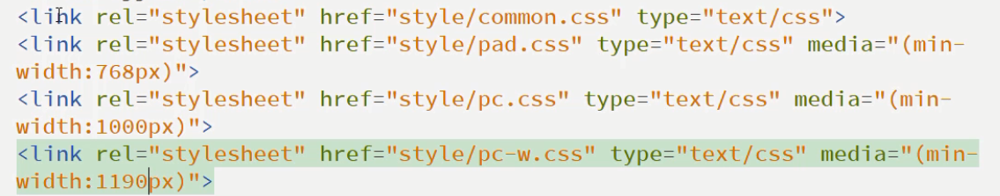 <link rel="stylesheet" href="style/common.css" type="text/css">
<link rel="stylesheet" href="style/pad.css" type="text/css" media="(min-
width:768px)">
<link rel="stylesheet" href="style/pc.css" type="text/css" media="(min-
width:1000px)">
<link rel="stylesheet" href="style/pc-w.css" type="text/css" media="(min-
width:1190px)">